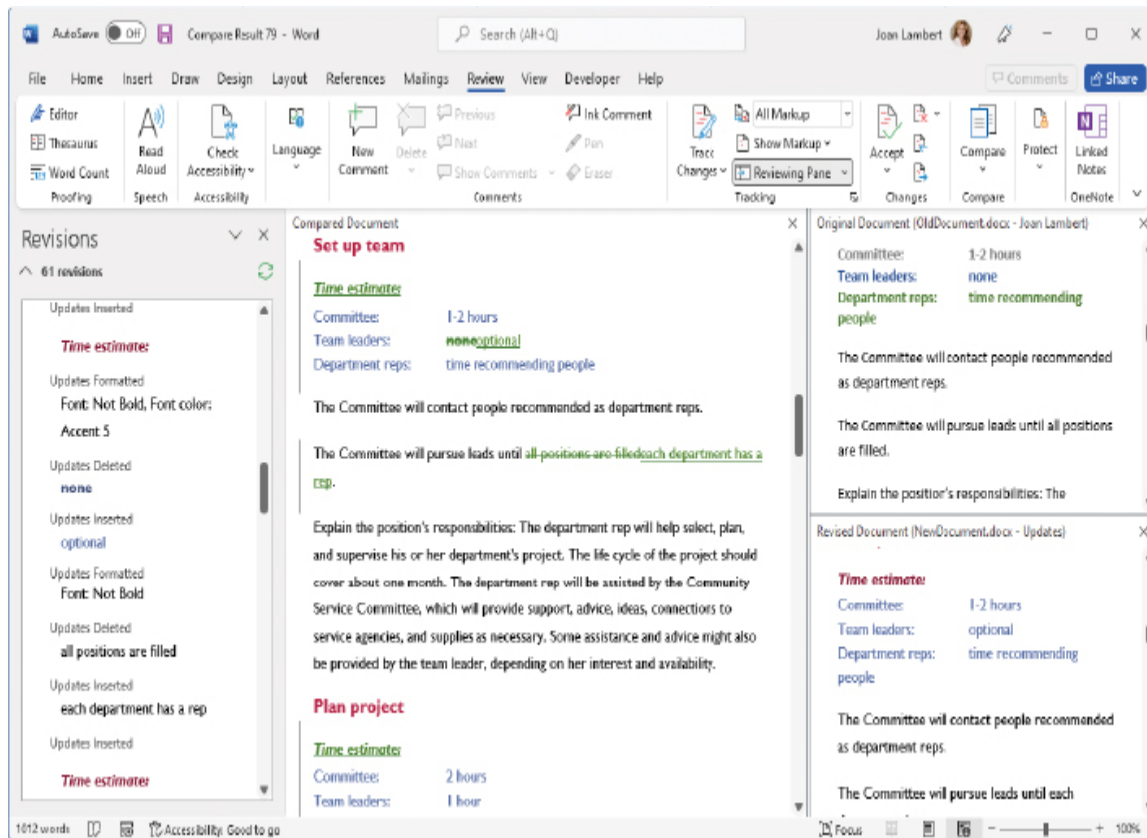 AutoSave Off Compare Result 79 - Word Search (Alt+Q) Joan Lambert
File Home Insert Draw Design Layout References Mailings Review View Developer Help Comments Share
Editor
Thesaurus
Word Count
Proofing
Read Aloud
Speech
Check Accessibility
Accessibility
Language
New Comment
Delete
Previous
Next
Show Comments
Ink Comment
Pen
Eraser
Comments
Track Changes
All Markup
Show Markup
Reviewing Pane
Tracking
Accept
Changes
Compare
Compare
Protect
Linked Notes
OneNote
Revisions
61 revisions
Updates Inserted
Time estimate:
Updates Formatted
Font: Not Bold, Font color:
Accent 5
Updates Deleted
none
Updates Inserted
optional
Updates Formatted
Font: Not Bold
Updates Deleted
all positions are filled
Updates Inserted
each department has a rep
Updates Inserted
Time estimate:
Compared Document
Set up team
Time estimate:
Committee: 1-2 hours
Team leaders: noneoptional
Department reps: time recommending people
The Committee will contact people recommended as department reps.
The Committee will pursue leads until all positions are filledeach department has a
rep.
Explain the position's responsibilities: The department rep will help select, plan,
and supervise his or her department's project. The life cycle of the project should
cover about one month. The department rep will be assisted by the Community
Service Committee, which will provide support, advice, ideas, connections to
service agencies, and supplies as necessary. Some assistance and advice might also
be provided by the team leader, depending on her interest and availability.
Plan project
Time estimate:
Committee: 2 hours
Team leaders: 1 hour
Original Document (OldDocument.docx - Joan Lambert)
Committee: 1-2 hours
Team leaders: none
Department reps: time recommending
people
The Committee will contact people recommended
as department reps.
The Committee will pursue leads until all positions
are filled.
Explain the position's responsibilities: The
Revised Document (NewDocument.docx - Updates)
Time estimate:
Committee: 1-2 hours
Team leaders: optional
Department reps: time recommending
people
The Committee will contact people recommended
as department reps.
The Committee will pursue leads until each
1012 words Accessibility: Good to go Focus 100%